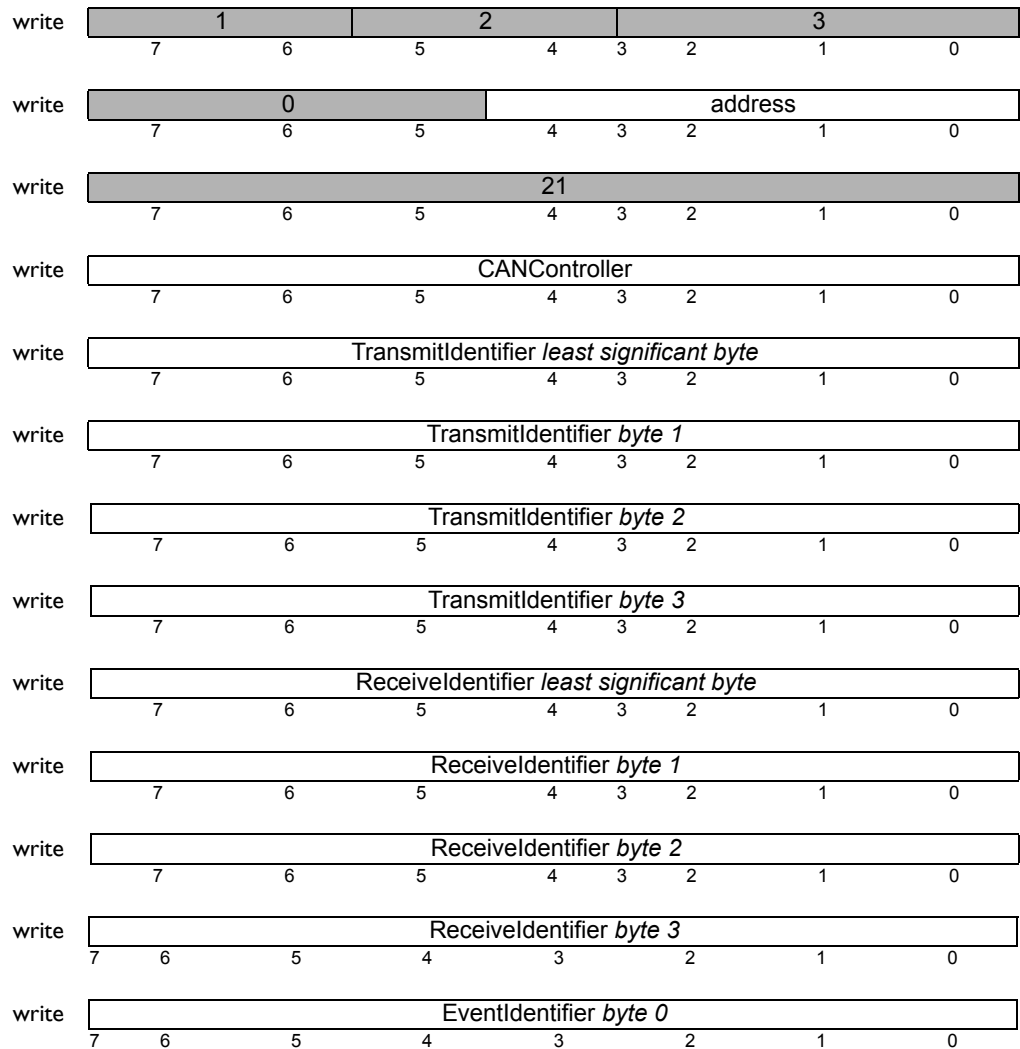 write 1 2 3
7 6 5 4 3 2 1 0
write 0 address
7 6 5 4 3 2 1 0
write 21
7 6 5 4 3 2 1 0
write CANController
7 6 5 4 3 2 1 0
write TransmitIdentifier least significant byte
7 6 5 4 3 2 1 0
write TransmitIdentifier byte 1
7 6 5 4 3 2 1 0
write TransmitIdentifier byte 2
7 6 5 4 3 2 1 0
write TransmitIdentifier byte 3
7 6 5 4 3 2 1 0
write ReceiveIdentifier least significant byte
7 6 5 4 3 2 1 0
write ReceiveIdentifier byte 1
7 6 5 4 3 2 1 0
write ReceiveIdentifier byte 2
7 6 5 4 3 2 1 0
write ReceiveIdentifier byte 3
7 6 5 4 3 2 1 0
write EventIdentifier byte 0
7 6 5 4 3 2 1 0